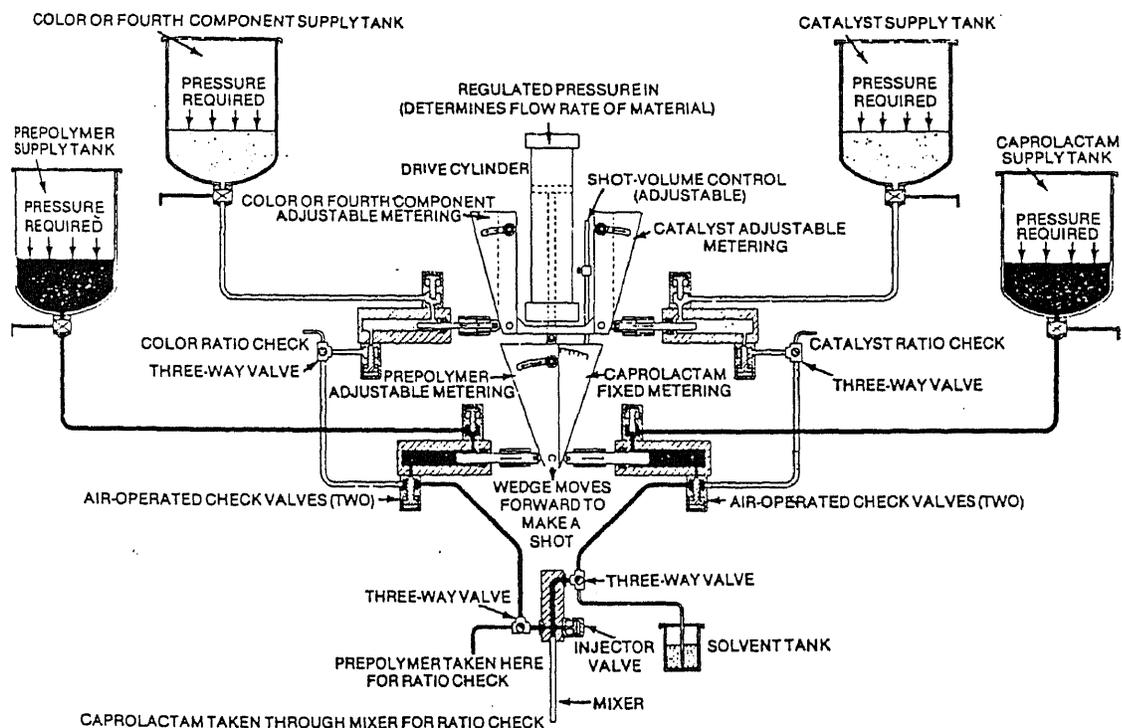 COLOR OR FOURTH COMPONENT SUPPLY TANK
CATALYST SUPPLY TANK
PRESSURE
REQUIRED
REGULATED PRESSURE IN
(DETERMINES FLOW RATE OF MATERIAL)
PRESSURE
REQUIRED
PREPOLYMER
SUPPLY TANK
CAPROLACTAM
SUPPLY TANK
DRIVE CYLINDER
SHOT-VOLUME CONTROL
(ADJUSTABLE)
PRESSURE
REQUIRED
COLOR OR FOURTH COMPONENT
ADJUSTABLE METERING
CATALYST ADJUSTABLE
METERING
PRESSURE
REQUIRED
COLOR RATIO CHECK
THREE-WAY VALVE
CATALYST RATIO CHECK
THREE-WAY VALVE
PREPOLYMER
ADJUSTABLE METERING
CAPROLACTAM
FIXED METERING
AIR-OPERATED CHECK VALVES (TWO)
WEDGE MOVES
FORWARD TO
MAKE A
SHOT
AIR-OPERATED CHECK VALVES (TWO)
THREE-WAY VALVE
THREE-WAY VALVE
INJECTOR
VALVE
SOLVENT TANK
PREPOLYMER TAKEN HERE
FOR RATIO CHECK
MIXER
CAPROLACTAM TAKEN THROUGH MIXER FOR RATIO CHECK